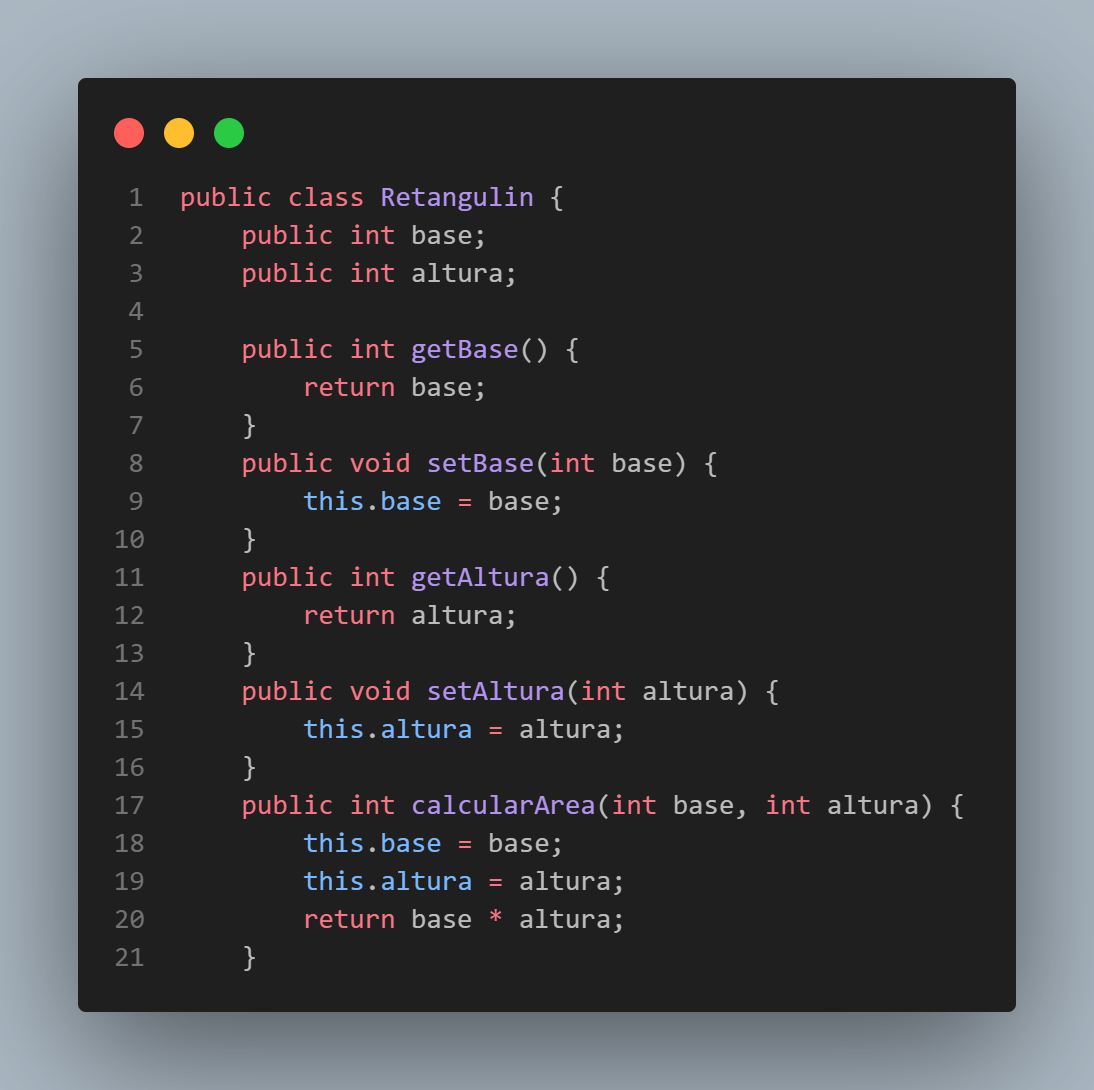 1 public class Retangulin {
2     public int base;
3     public int altura;
4
5     public int getBase() {
6         return base;
7     }
8     public void setBase(int base) {
9         this.base = base;
10     }
11     public int getAltura() {
12         return altura;
13     }
14     public void setAltura(int altura) {
15         this.altura = altura;
16     }
17     public int calcularArea(int base, int altura) {
18         this.base = base;
19         this.altura = altura;
20         return base * altura;
21     }